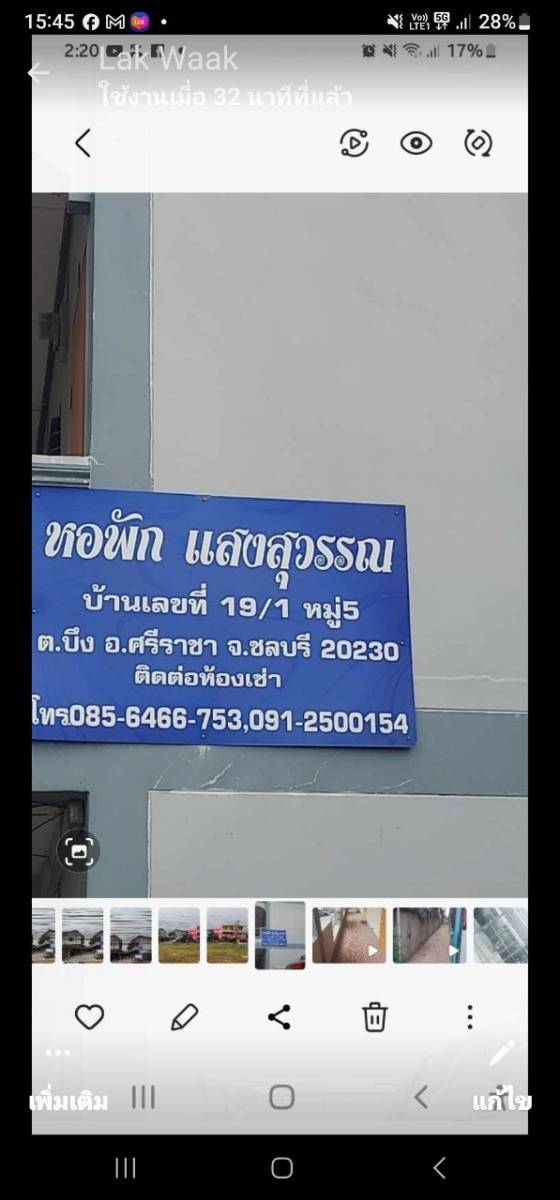 15:45
Vo))
LTE1
5G
28%
2:20
17%
Lak Waak
ใช้งานเมื่อ 32 นาทีที่แล้ว
หอพัก แสงสุวรรณ
บ้านเลขที่ 19/1 หมู่5
ต.บึง อ.ศรีราชา จ.ชลบุรี 20230
ติดต่อห้องเช่า
โทร085-6466-753,091-2500154
เพิ่มเติม
แก้ไข